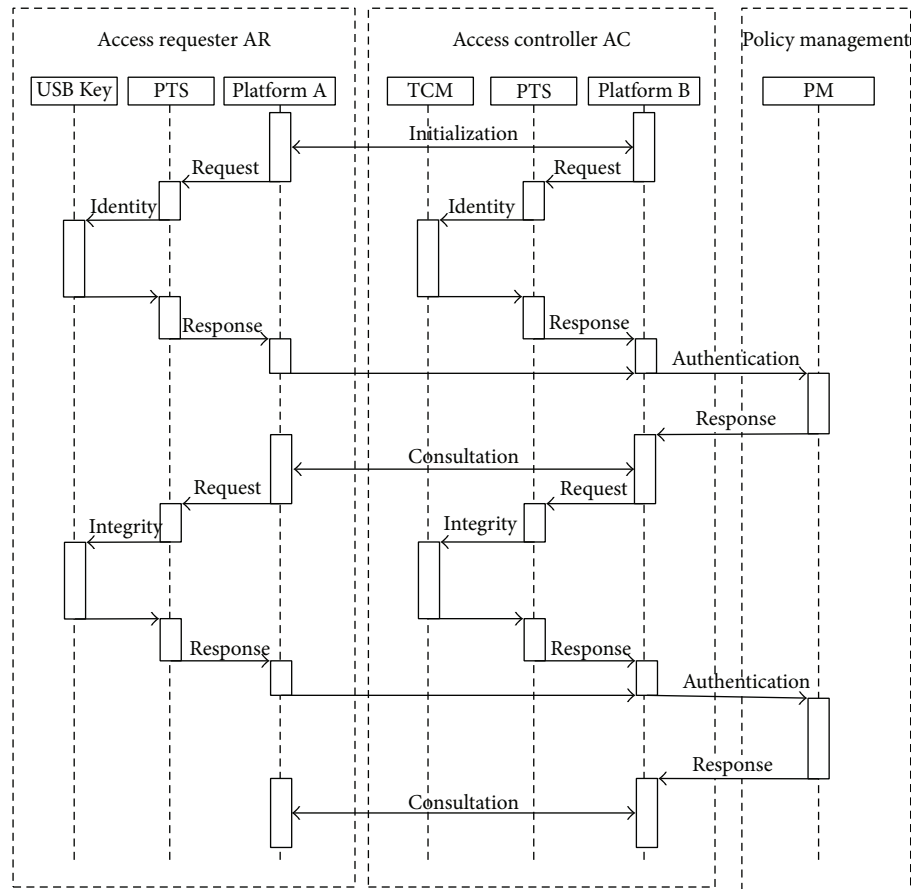 Access requester AR
Access controller AC
Policy management
USB Key
PTS
Platform A
TCM
PTS
Platform B
PM
Initialization
Request
Request
Identity
Identity
Response
Response
Authentication
Response
Consultation
Request
Request
Integrity
Integrity
Response
Response
Authentication
Response
Consultation